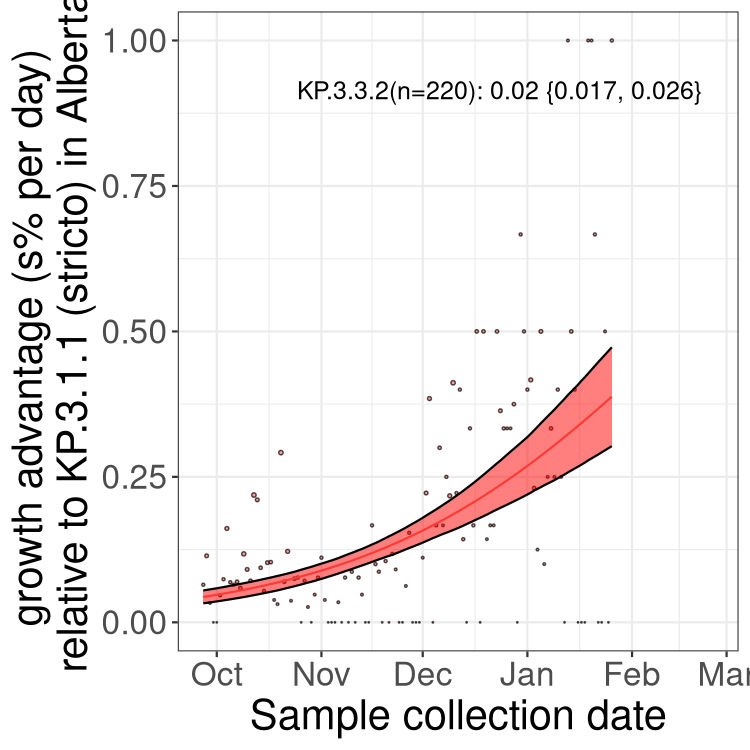 growth advantage (s% per day)
relative to KP.3.1.1 (stricto) in Alberta
1.00
0.75
0.50
0.25
0.00
KP.3.3.2(n=220): 0.02 {0.017, 0.026}
Oct Nov Dec Jan Feb Mar
Sample collection date